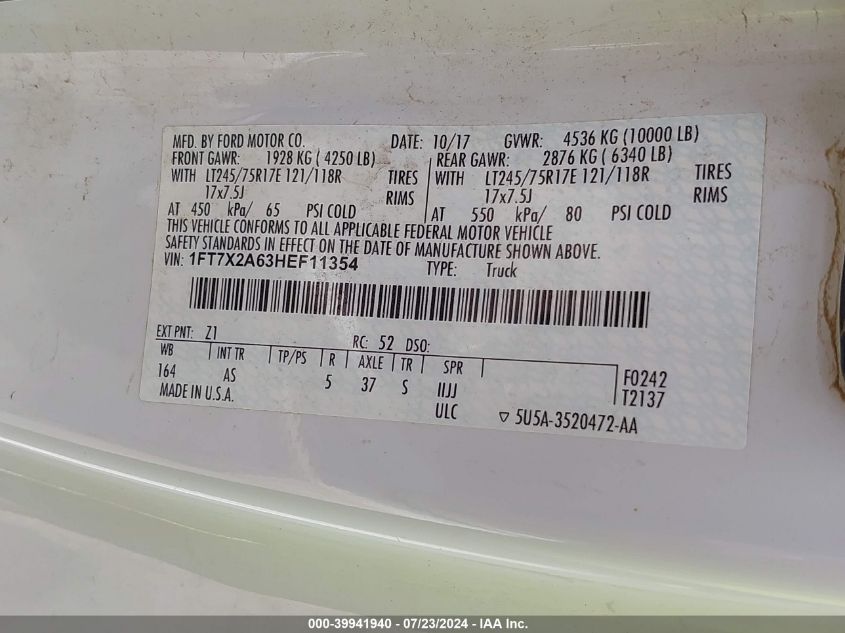 MFD. BY FORD MOTOR CO. DATE: 10/17 GVWR: 4536 KG (10000 LB)
FRONT GAWR: 1928 KG ( 4250 LB) REAR GAWR: 2876 KG ( 6340 LB)
WITH LT245/75R17E 121/118R TIRES WITH LT245/75R17E 121/118R TIRES
17x7.5J RIMS 17x7.5J RIMS
AT 450 kPa/ 65 PSI COLD AT 550 kPa/ 80 PSI COLD
THIS VEHICLE CONFORMS TO ALL APPLICABLE FEDERAL MOTOR VEHICLE
SAFETY STANDARDS IN EFFECT ON THE DATE OF MANUFACTURE SHOWN ABOVE.
VIN: 1FT7X2A63HEF11354 TYPE: Truck
EXT PNT: Z1 RC: 52 DSO:
WB INT TR TP/PS R AXLE TR SPR
164 AS 5 37 S IIJJ F0242
MADE IN U.S.A. ULC T2137
5U5A-3520472-AA
000-39941940 - 07/23/2024 - IAA Inc.